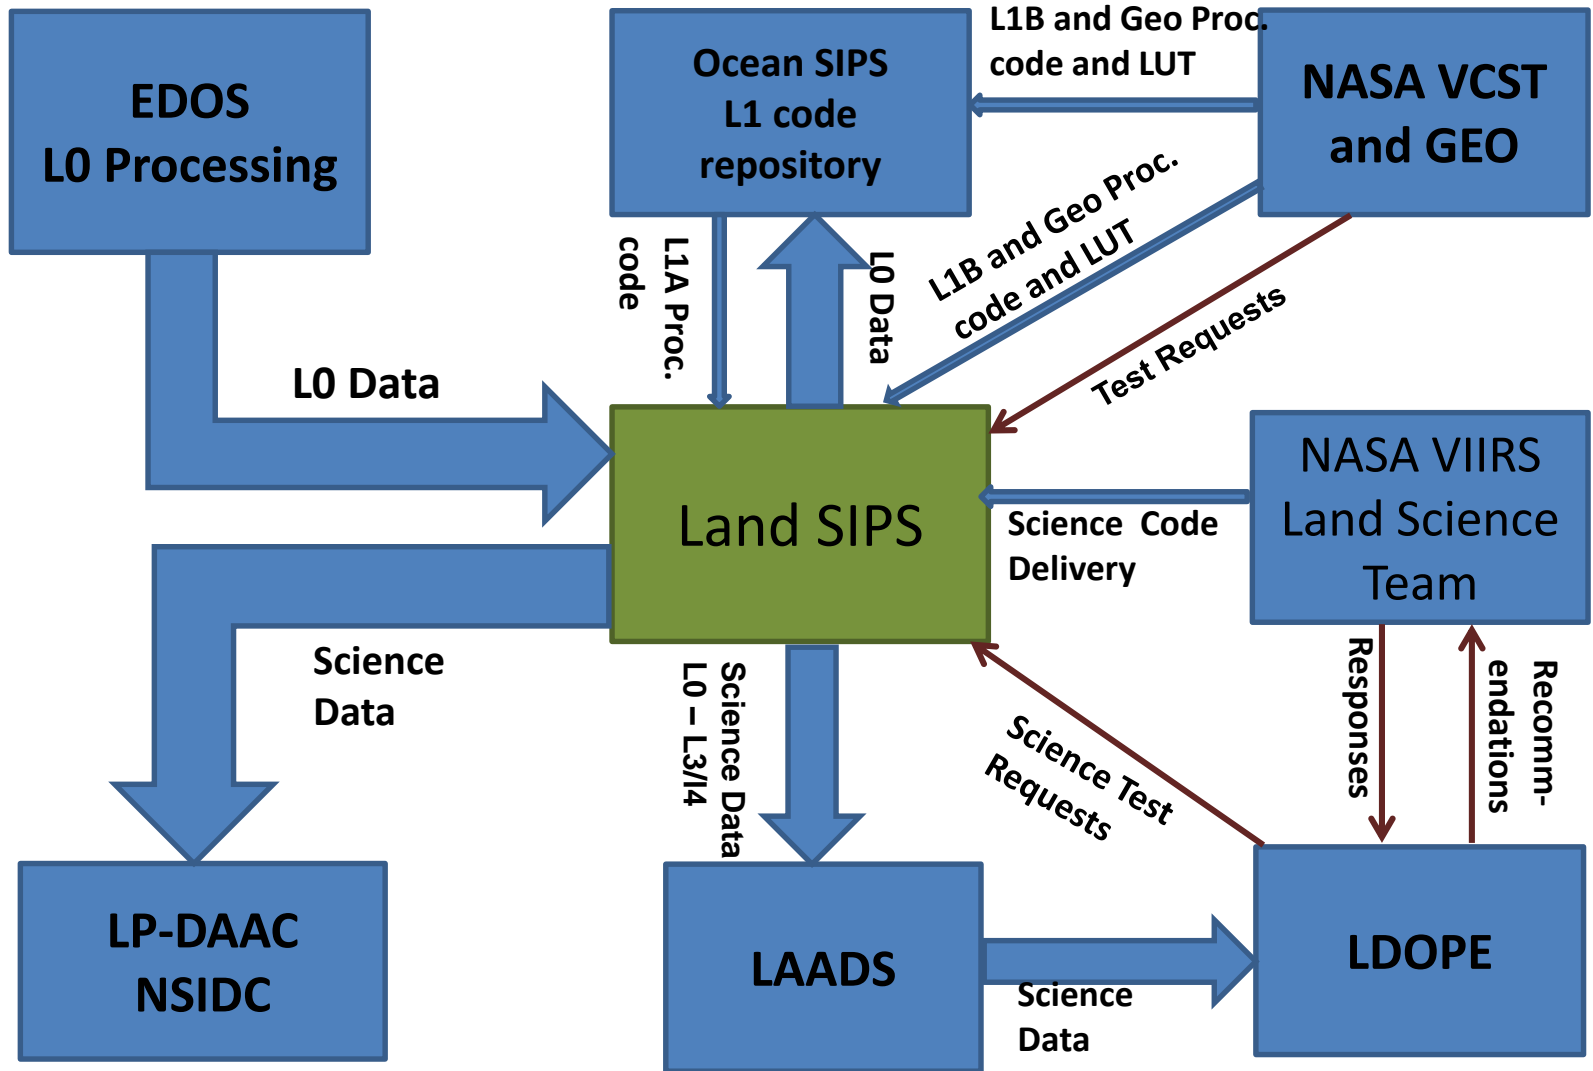 EDOS
L0 Processing
Ocean SIPS
L1 code
repository
L1B and Geo Proc.
code and LUT
NASA VCST
and GEO
L1A Proc.
code
L0 Data
L1B and Geo Proc.
code and LUT
Test Requests
L0 Data
Land SIPS
NASA VIIRS
Land Science
Team
Science Code
Delivery
Science
Data
Science Data
L0 – L3/l4
Science Test
Requests
Responses
Recomm-
endations
LP-DAAC
NSIDC
LAADS
Science
Data
LDOPE